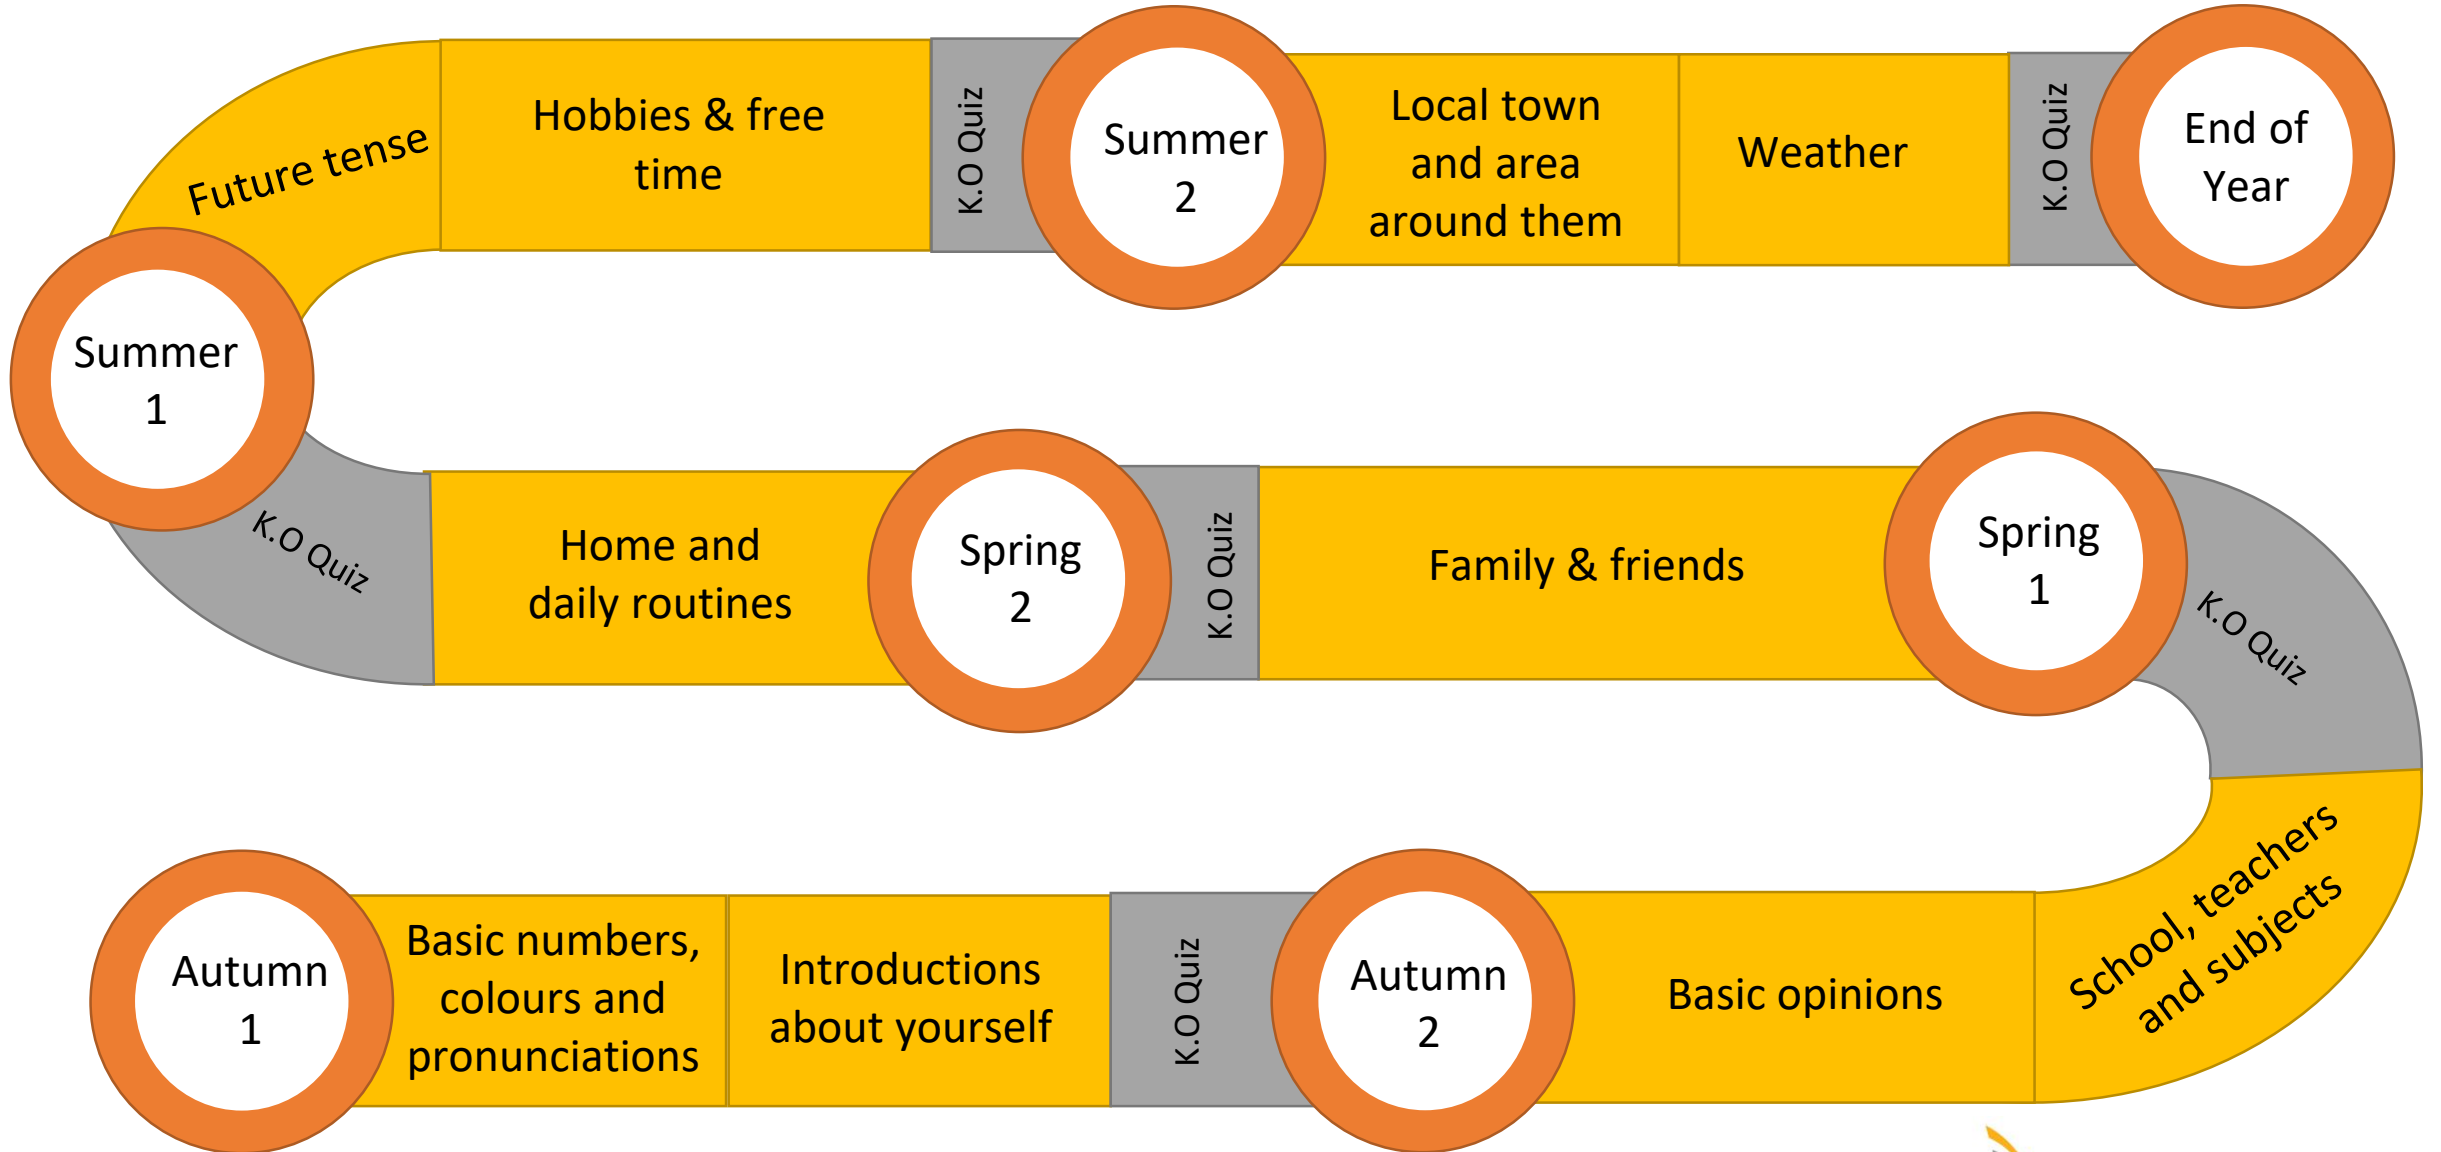 Future tense
Hobbies & free
time
K.O Quiz
Summer
2
Local town
and area
around them
Weather
K.O Quiz
End of
Year
Summer
1
K.O Quiz
Home and
daily routines
Spring
2
K.O Quiz
Family & friends
Spring
1
K.O Quiz
Autumn
1
Basic numbers,
colours and
pronunciations
Introductions
about yourself
K.O Quiz
Autumn
2
Basic opinions
School, teachers
and subjects